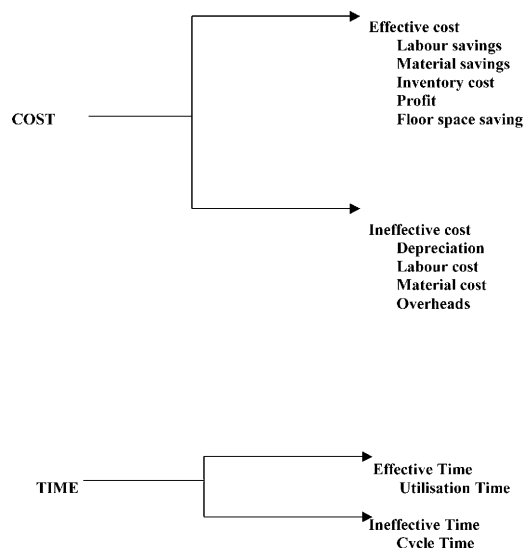 Effective cost
Labour savings
Material savings
Inventory cost
Profit
Floor space saving
COST
Ineffective cost
Depreciation
Labour cost
Material cost
Overheads
Effective Time
Utilisation Time
TIME
Ineffective Time
Cycle Time